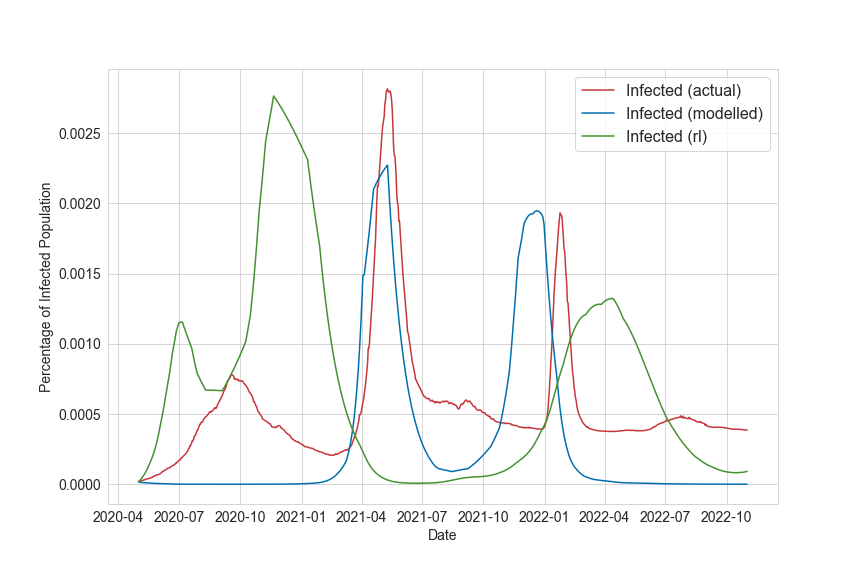 Infected (actual)
Infected (modelled)
Infected (rl)
Percentage of Infected Population
0.0025
0.0020
0.0015
0.0010
0.0005
0.0000
2020-04 2020-07 2020-10 2021-01 2021-04 2021-07 2021-10 2022-01 2022-04 2022-07 2022-10
Date